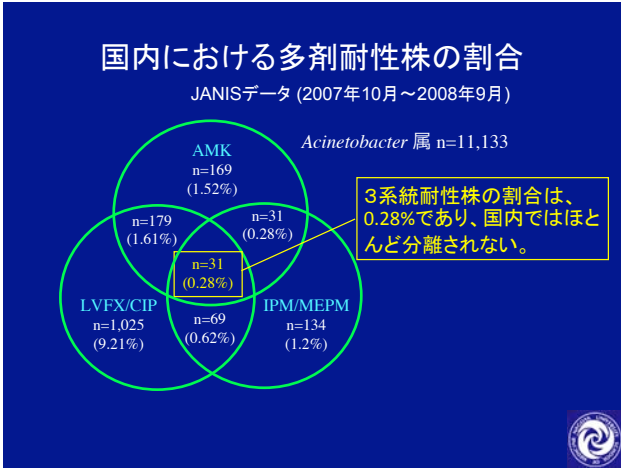 国内における多剤耐性株の割合
JANISデータ (2007年10月～2008年9月)
Acinetobacter 属 n=11,133
AMK
n=169
(1.52%)
n=179
(1.61%)
n=31
(0.28%)
３系統耐性株の割合は、
0.28%であり、国内ではほと
んど分離されない。
n=31
(0.28%)
LVFX/CIP
n=1,025
(9.21%)
n=69
(0.62%)
IPM/MEPM
n=134
(1.2%)